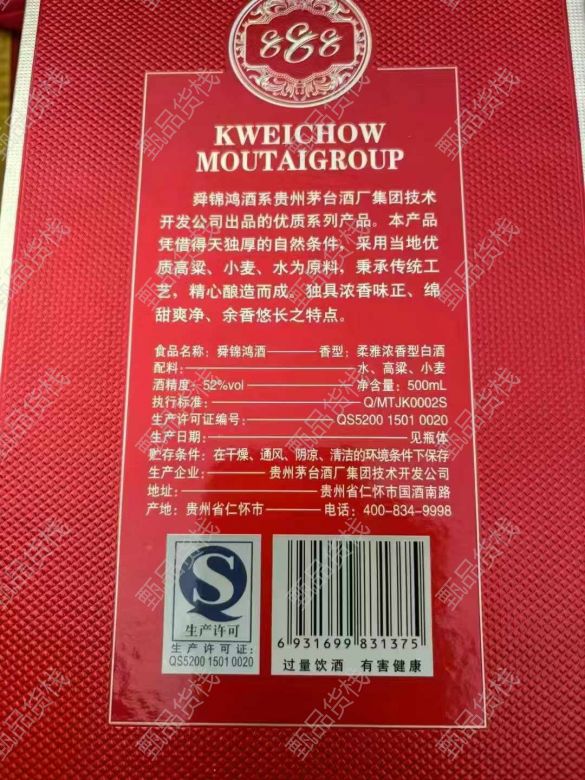 888
KWEICHOW
MOUTAIGROUP
舜锦鸿酒系贵州茅台酒厂集团技术
开发公司出品的优质系列产品。本产品
凭借得天独厚的自然条件，采用当地优
质高粱、小麦、水为原料，秉承传统工
艺，精心酿造而成。独具浓香味正、绵
甜爽净、余香悠长之特点。
食品名称：舜锦鸿酒 香型：柔雅浓香型白酒
配料： 水、高粱、小麦
酒精度：52%vol 净含量：500mL
执行标准： Q/MTJK0002S
生产许可证编号： QS5200 1501 0020
生产日期： 见瓶体
贮存条件：在干燥、通风、阴凉、清洁的环境条件下保存
生产企业： 贵州茅台酒厂集团技术开发公司
地址： 贵州省仁怀市国酒南路
产地：贵州省仁怀市 电话：400-834-9998
S
生产许可
生产许可证：
QS5200 1501 0020
6 931699 831375
过量饮酒 有害健康
甄品货栈